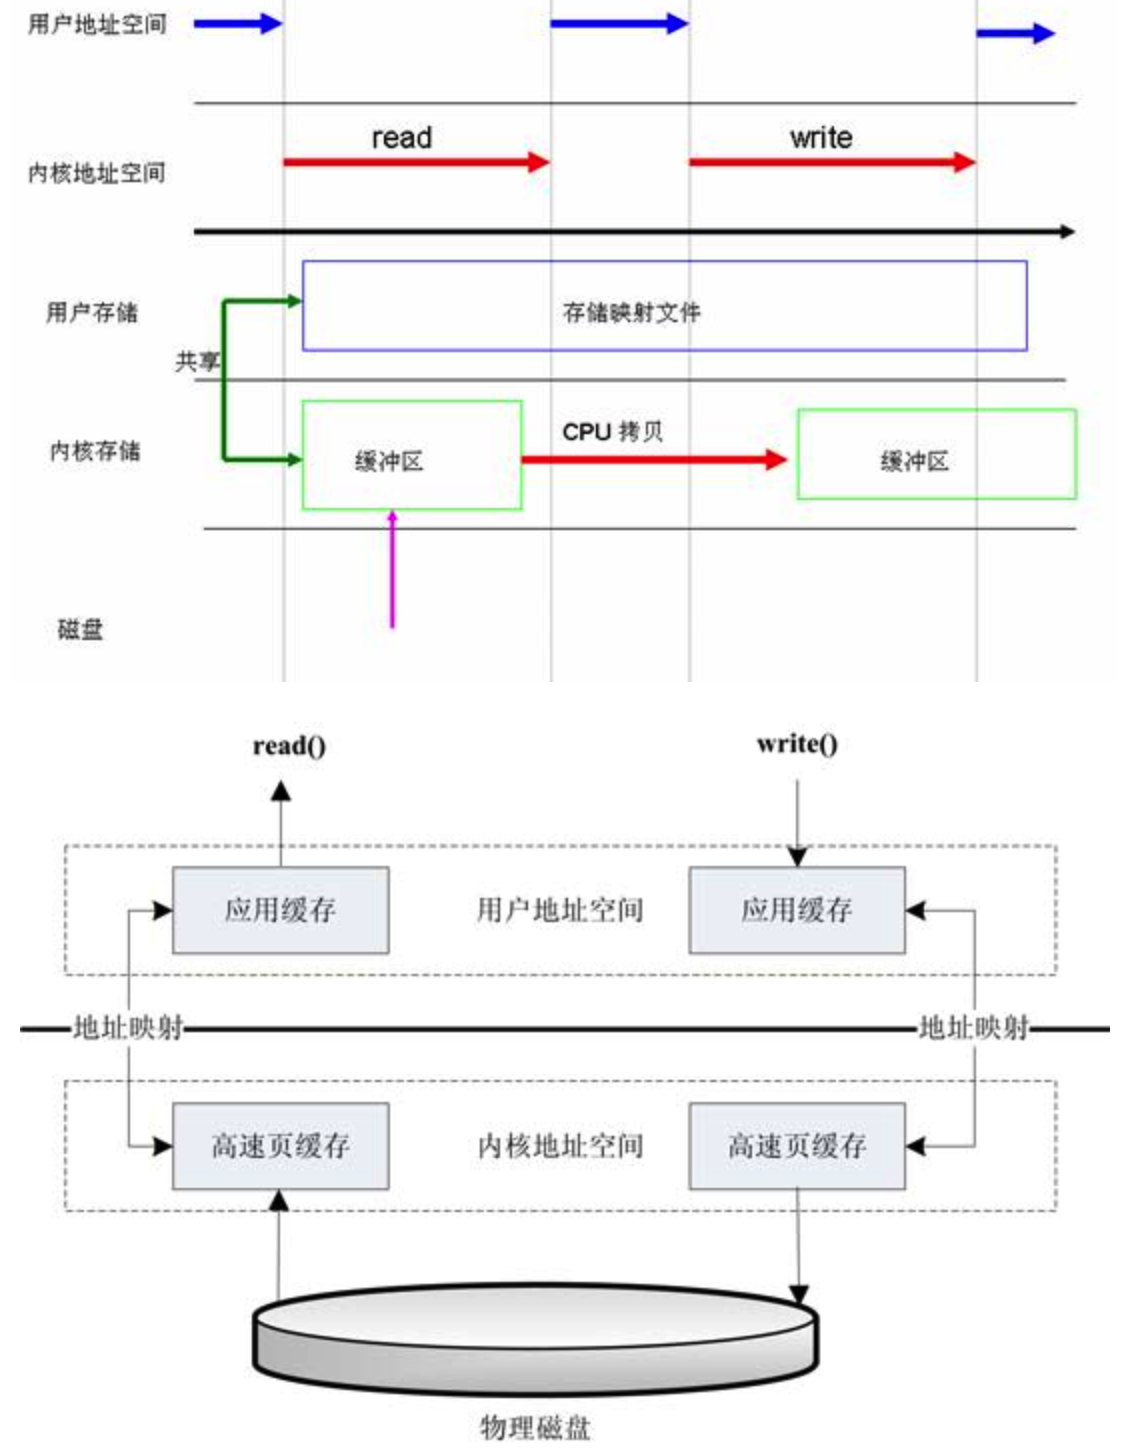 用户地址空间
read
write
内核地址空间
用户存储
存储映射文件
共享
内核存储
缓冲区
CPU 拷贝
缓冲区
磁盘
read()
write()
应用缓存
用户地址空间
应用缓存
地址映射
地址映射
高速页缓存
内核地址空间
高速页缓存
物理磁盘